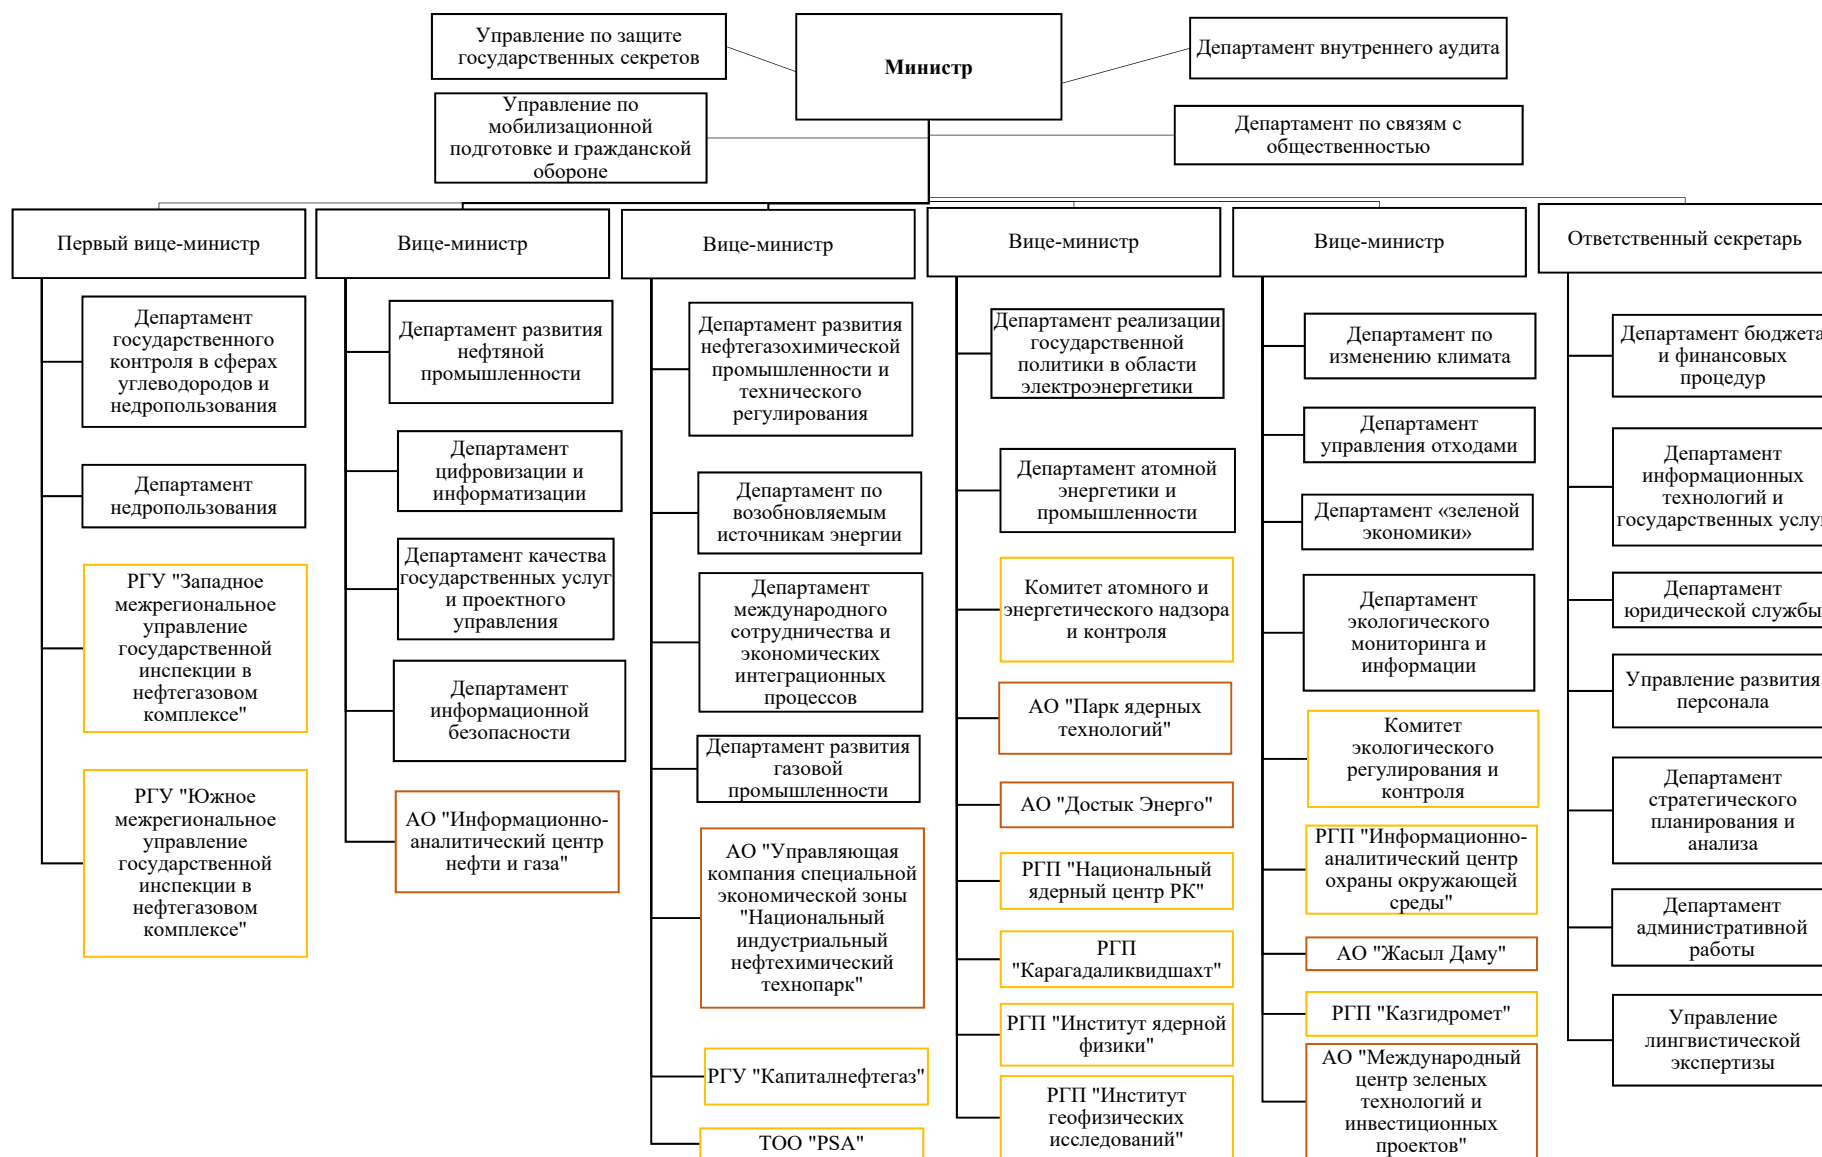 Управление по защите
государственных секретов
Министр
Департамент внутреннего аудита
Управление по
мобилизационной
подготовке и гражданской
обороне
Департамент по связям с
общественностью
Первый вице-министр
Вице-министр
Вице-министр
Вице-министр
Вице-министр
Ответственный секретарь
Департамент
государственного
контроля в сферах
углеводородов и
недропользования
Департамент
недропользования
РГУ "Западное
межрегиональное
управление
государственной
инспекции в
нефтегазовом
комплексе"
РГУ "Южное
межрегиональное
управление
государственной
инспекции в
нефтегазовом
комплексе"
Департамент развития
нефтяной
промышленности
Департамент
цифровизации и
информатизации
Департамент качества
государственных услуг
и проектного
управления
Департамент
информационной
безопасности
АО "Информационно-
аналитический центр
нефти и газа"
Департамент развития
нефтегазохимической
промышленности и
технического
регулирования
Департамент по
возобновляемым
источникам энергии
Департамент
международного
сотрудничества и
экономических
интеграционных
процессов
Департамент развития
газовой
промышленности
АО "Управляющая
компания специальной
экономической зоны
"Национальный
индустриальный
нефтехимический
технопарк"
РГУ "Капиталнефтегаз"
ТОО "PSA"
Департамент реализации
государственной
политики в области
электроэнергетики
Департамент атомной
энергетики и
промышленности
Комитет атомного и
энергетического надзора
и контроля
АО "Парк ядерных
технологий"
АО "Достык Энерго"
РГП "Национальный
ядерный центр РК"
РГП
"Карагадаликвидшахт"
РГП "Институт ядерной
физики"
РГП "Институт
геофизических
исследований"
Департамент по
изменению климата
Департамент
управления отходами
Департамент «зеленой
экономики»
Департамент
экологического
мониторинга и
информации
Комитет
экологического
регулирования и
контроля
РГП "Информационно-
аналитический центр
охраны окружающей
среды"
АО "Жасыл Даму"
РГП "Казгидромет"
АО "Международный
центр зеленых
технологий и
инвестиционных
проектов"
Департамент бюджета
и финансовых
процедур
Департамент
информационных
технологий и
государственных услуг
Департамент
юридической службы
Управление развития
персонала
Департамент
стратегического
планирования и
анализа
Департамент
административной
работы
Управление
лингвистической
экспертизы